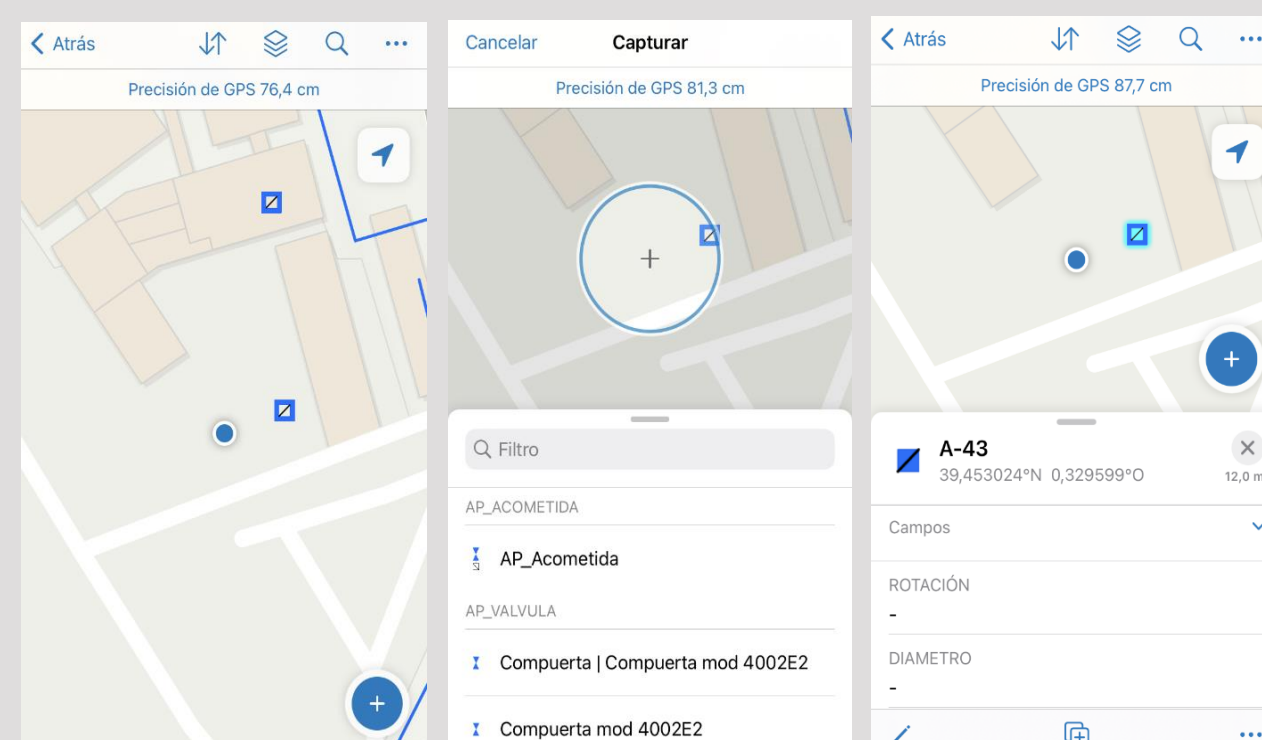 Atrás
Precisión de GPS 76,4 cm
Cancelar
Capturar
Precisión de GPS 81,3 cm
Filtro
AP_ACOMETIDA
AP_Acometida
AP_VALVULA
Compuerta | Compuerta mod 4002E2
Compuerta mod 4002E2
Atrás
Precisión de GPS 87,7 cm
A-43
39,453024°N 0,329599°O
12,0 m
Campos
ROTACIÓN
-
DIAMETRO
-